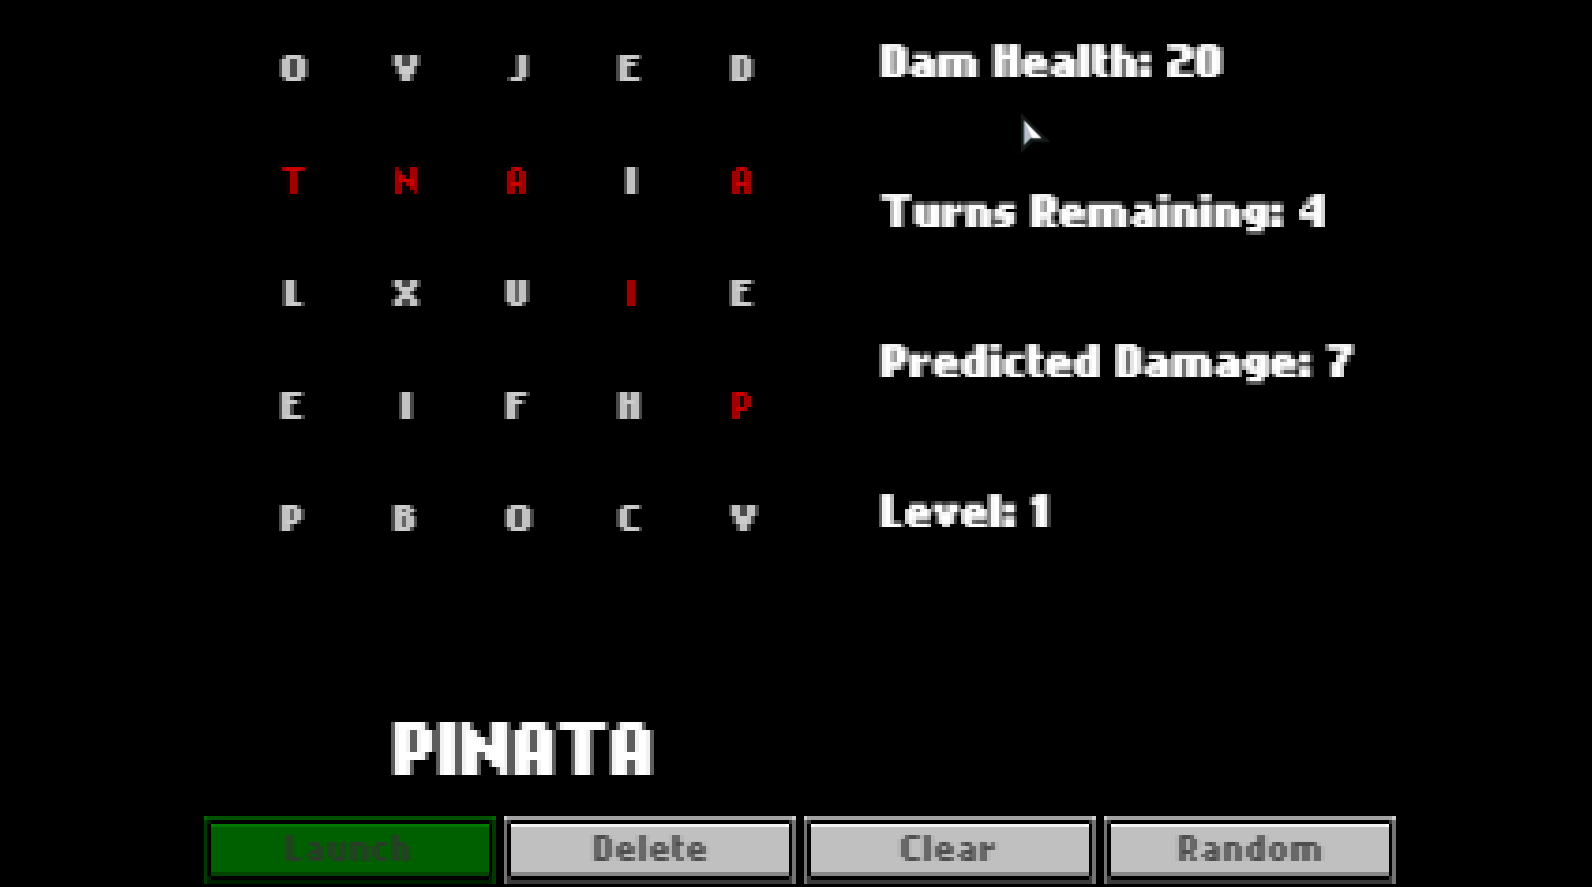 O V J E D
T N A I A
L X U I E
E I F H P
P B O C V
Dam Health: 20
Turns Remaining: 4
Predicted Damage: 7
Level: 1
PINATA
Launch Delete Clear Random